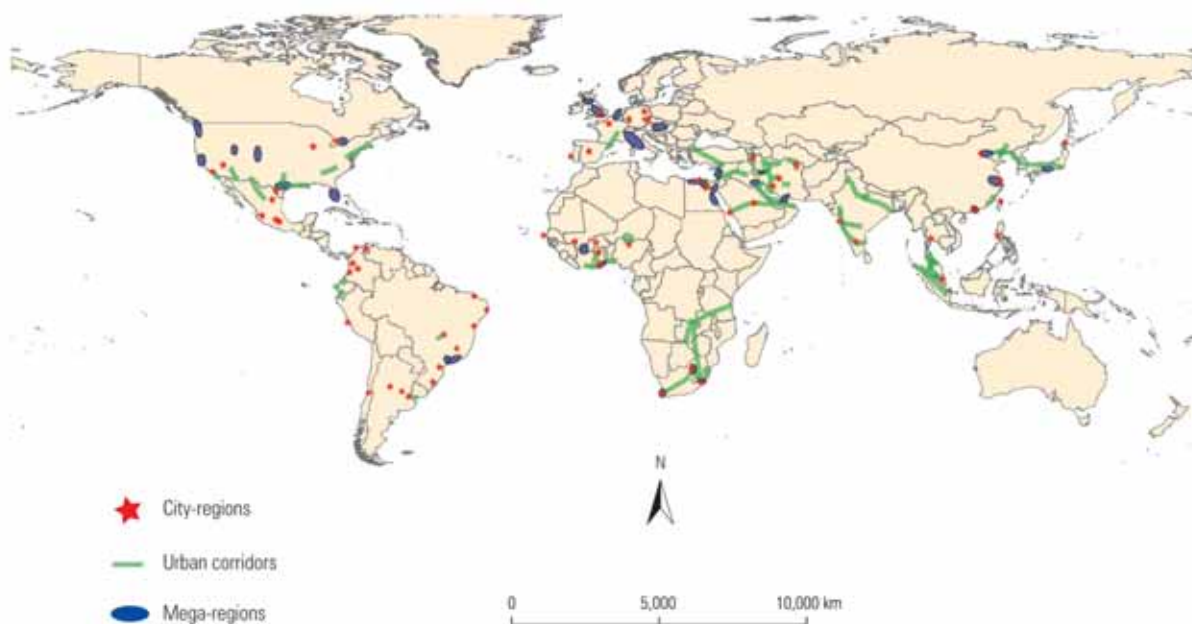 N
City-regions
Urban corridors
Mega-regions
0 5,000 10,000 km